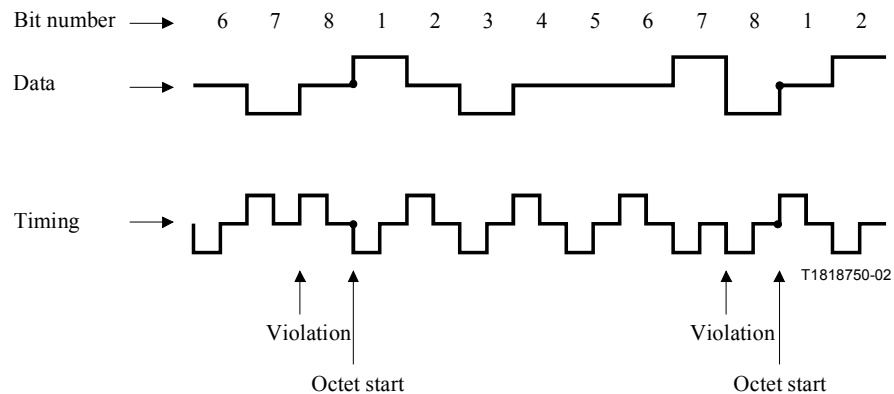 Bit number 6 7 8 1 2 3 4 5 6 7 8 1 2
Data
Timing
T1818750-02
Violation Violation
Octet start Octet start